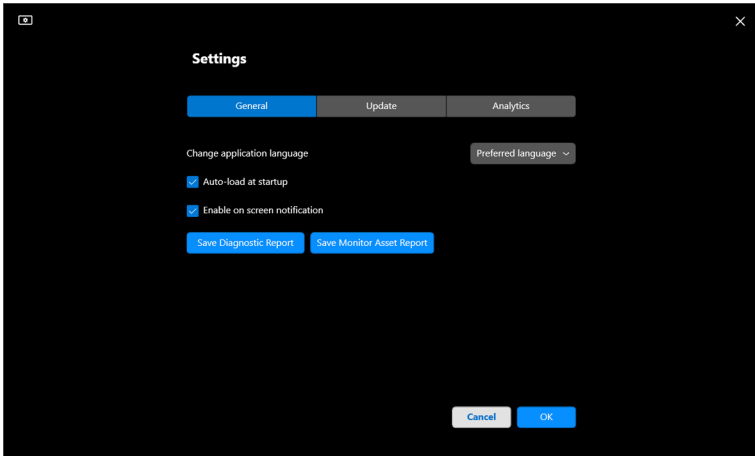 Settings
General Update Analytics
Change application language Preferred language
Auto-load at startup
Enable on screen notification
Save Diagnostic Report Save Monitor Asset Report
Cancel OK